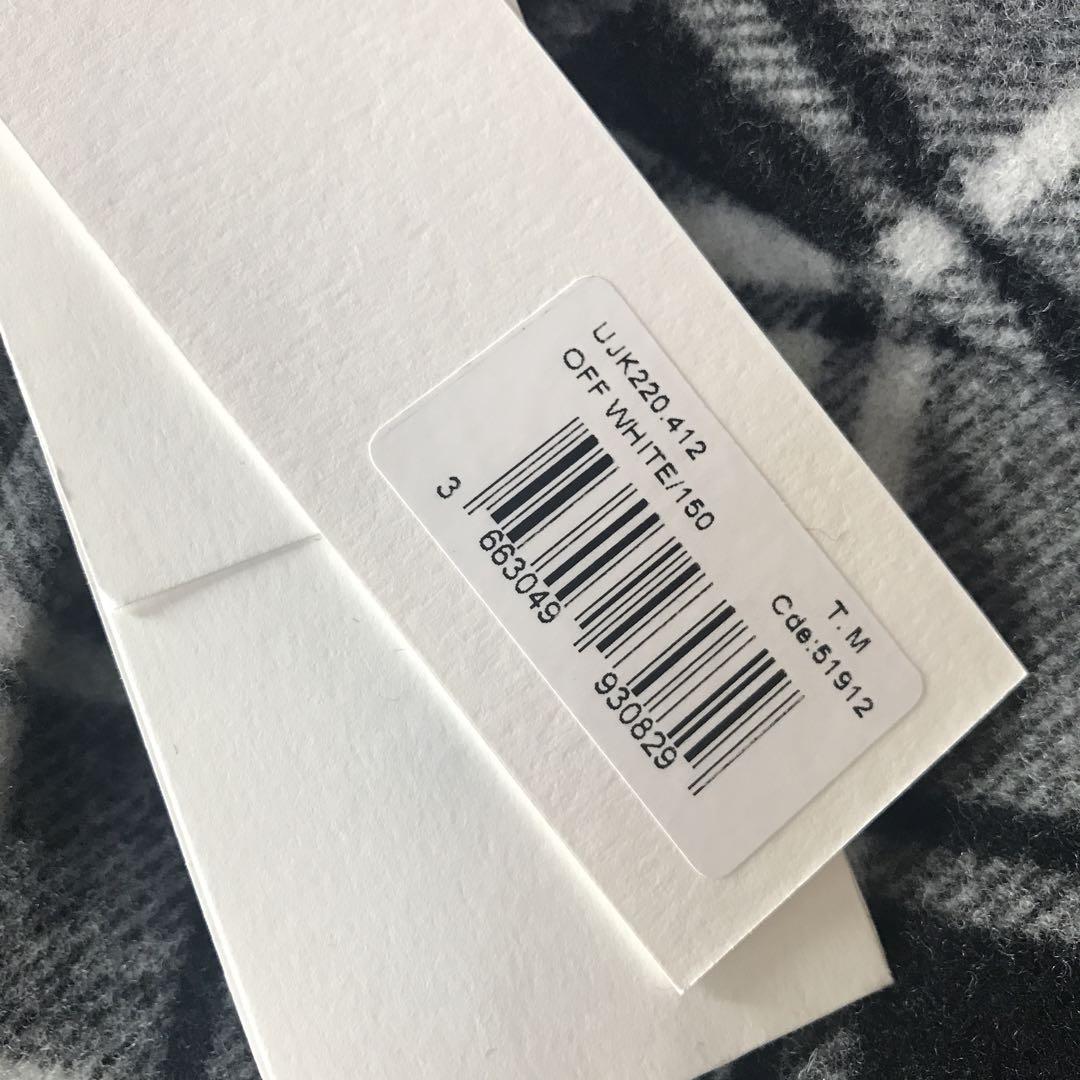 UJK220.412
OFF WHITE/150
3 663049 930829
T.M
Cde:51912